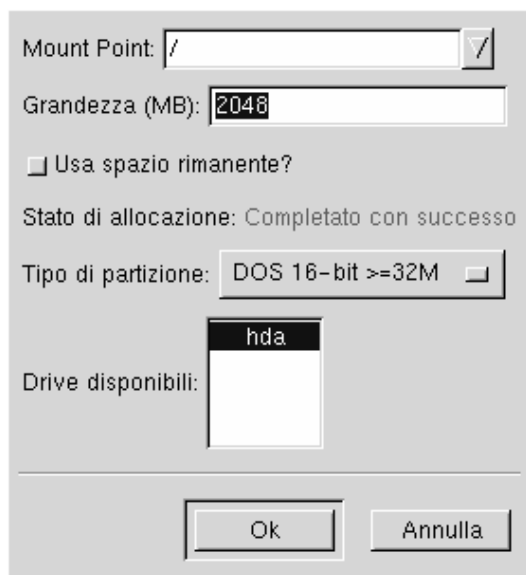 Mount Point: /
Grandezza (MB): 2048
Usa spazio rimanente?
Stato di allocazione: Completato con successo
Tipo di partizione: DOS 16-bit >=32M
hda
Drive disponibili:
Ok Annulla